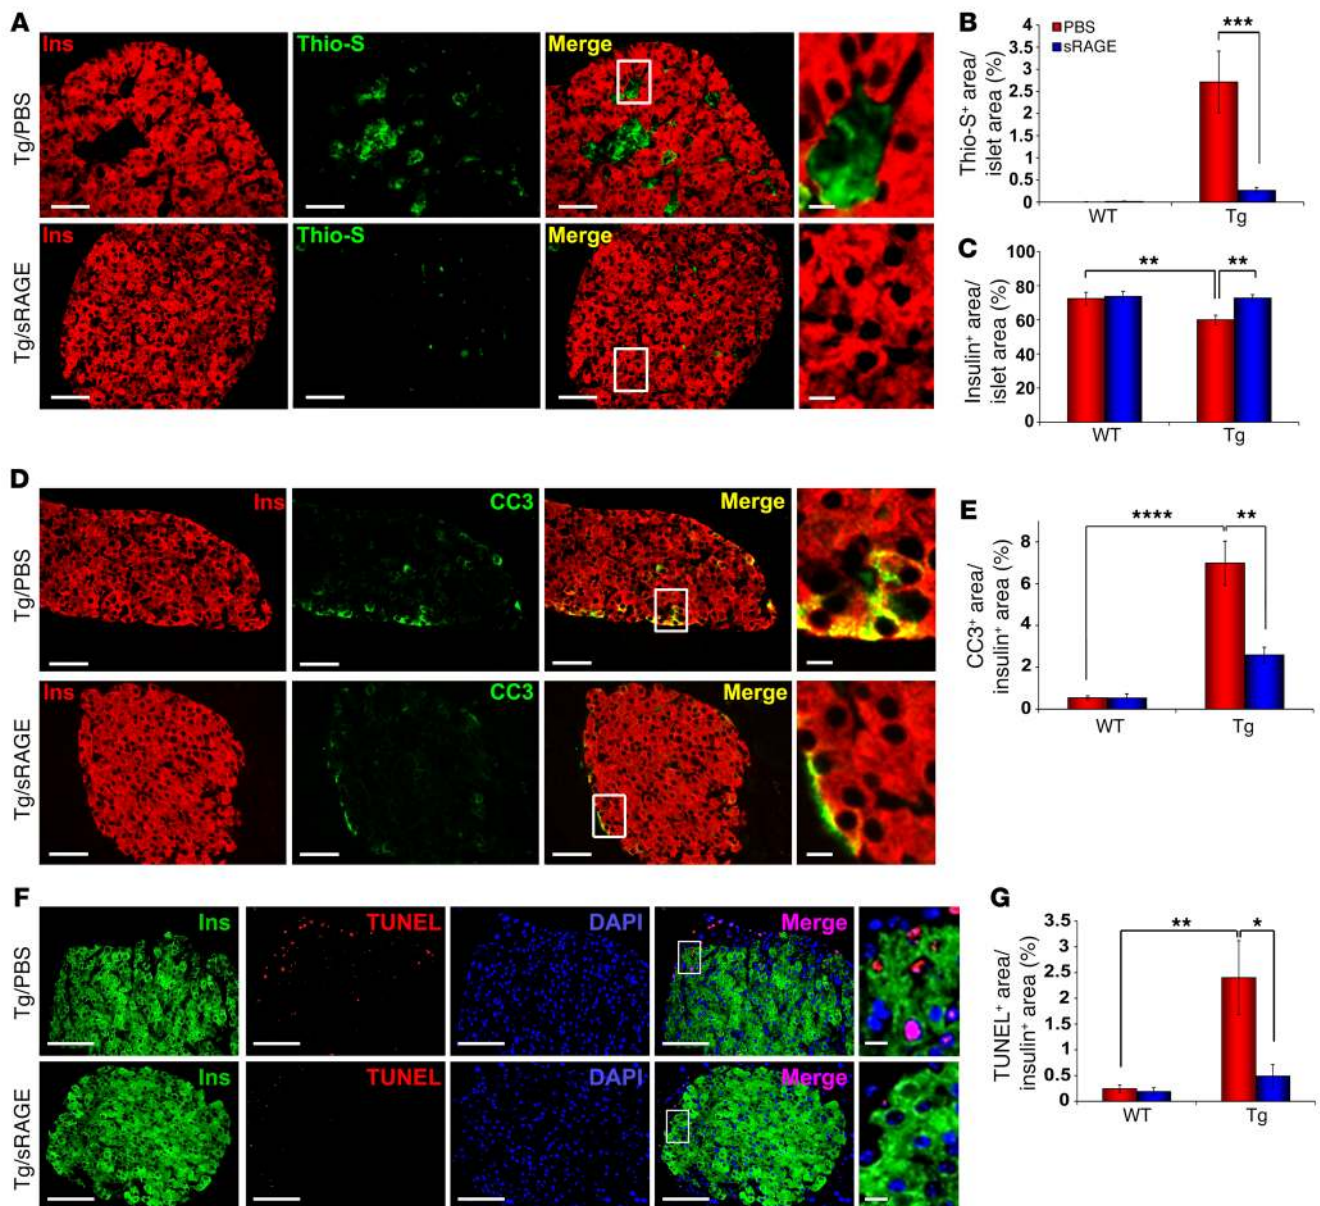 A
Ins
Thio-S
Merge
Tg/PBS
Ins
Thio-S
Merge
Tg/sRAGE
B
4
3.5
3
2.5
2
1.5
1
0.5
0
Thio-S⁺ area/
islet area (%)
PBS
sRAGE
***
WT
Tg
C
100
80
60
40
20
0
Insulin⁺ area/
islet area (%)
**
**
WT
Tg
D
Ins
CC3
Merge
Tg/PBS
Ins
CC3
Merge
Tg/sRAGE
E
8
6
4
2
0
CC3⁺ area/
insulin⁺ area (%)
****
**
WT
Tg
F
Ins
TUNEL
DAPI
Merge
Tg/PBS
Ins
TUNEL
DAPI
Merge
Tg/sRAGE
G
3.5
3
2.5
2
1.5
1
0.5
0
TUNEL⁺ area/
insulin⁺ area (%)
**
*
WT
Tg